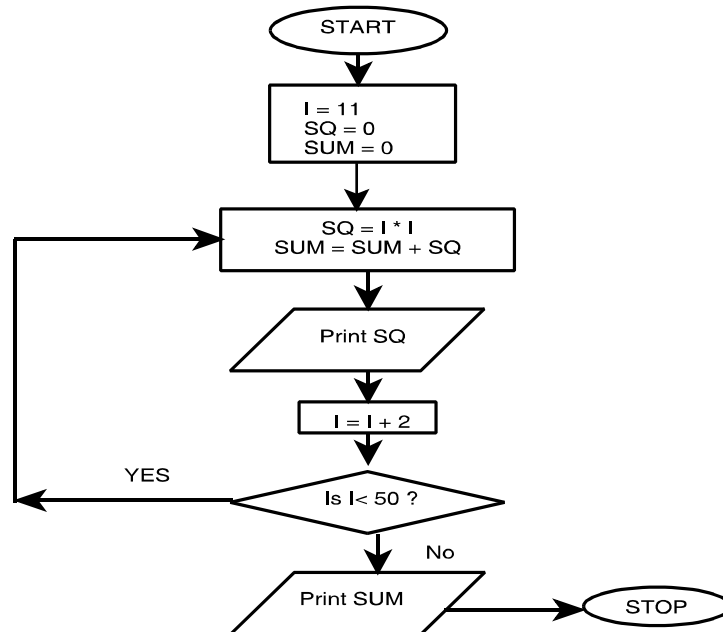 START
I = 11
SQ = 0
SUM = 0
SQ = I * I
SUM = SUM + SQ
Print SQ
I = I + 2
YES
Is I< 50 ?
No
Print SUM
STOP